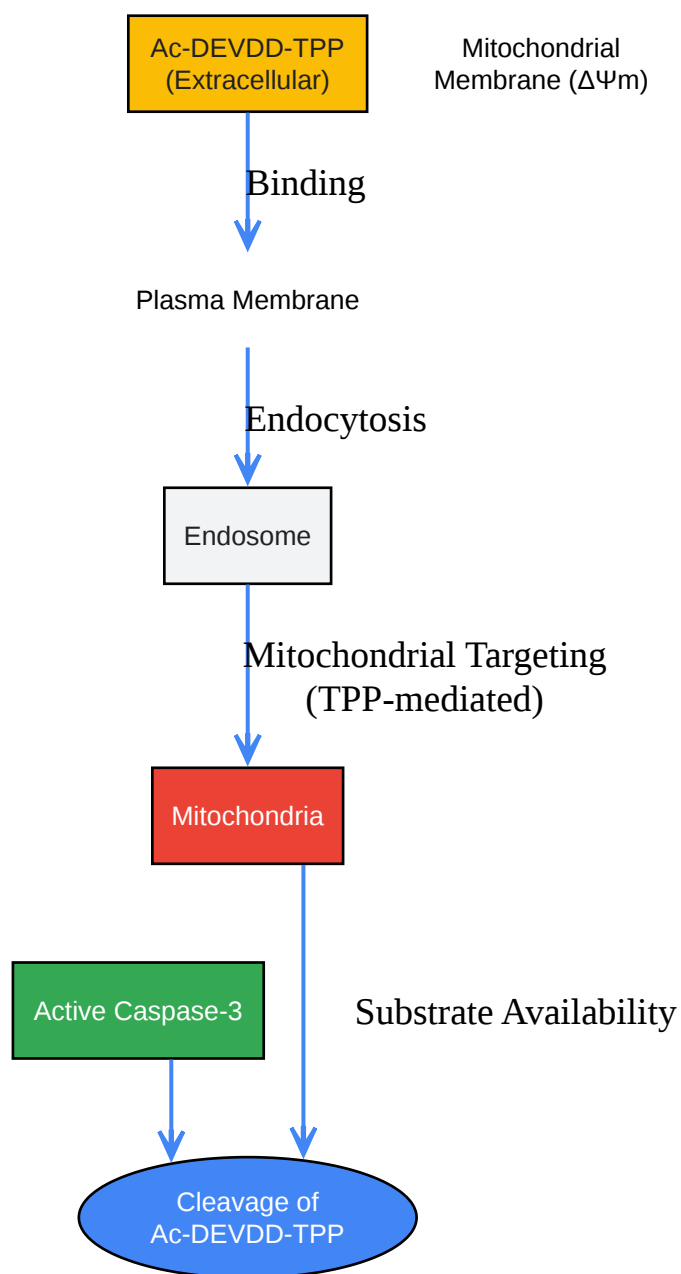 Ac-DEVDD-TPP
(Extracellular)
Mitochondrial
Membrane (ΔΨm)
Binding
Plasma Membrane
Endocytosis
Endosome
Mitochondrial Targeting
(TPP-mediated)
Mitochondria
Active Caspase-3
Substrate Availability
Cleavage of
Ac-DEVDD-TPP